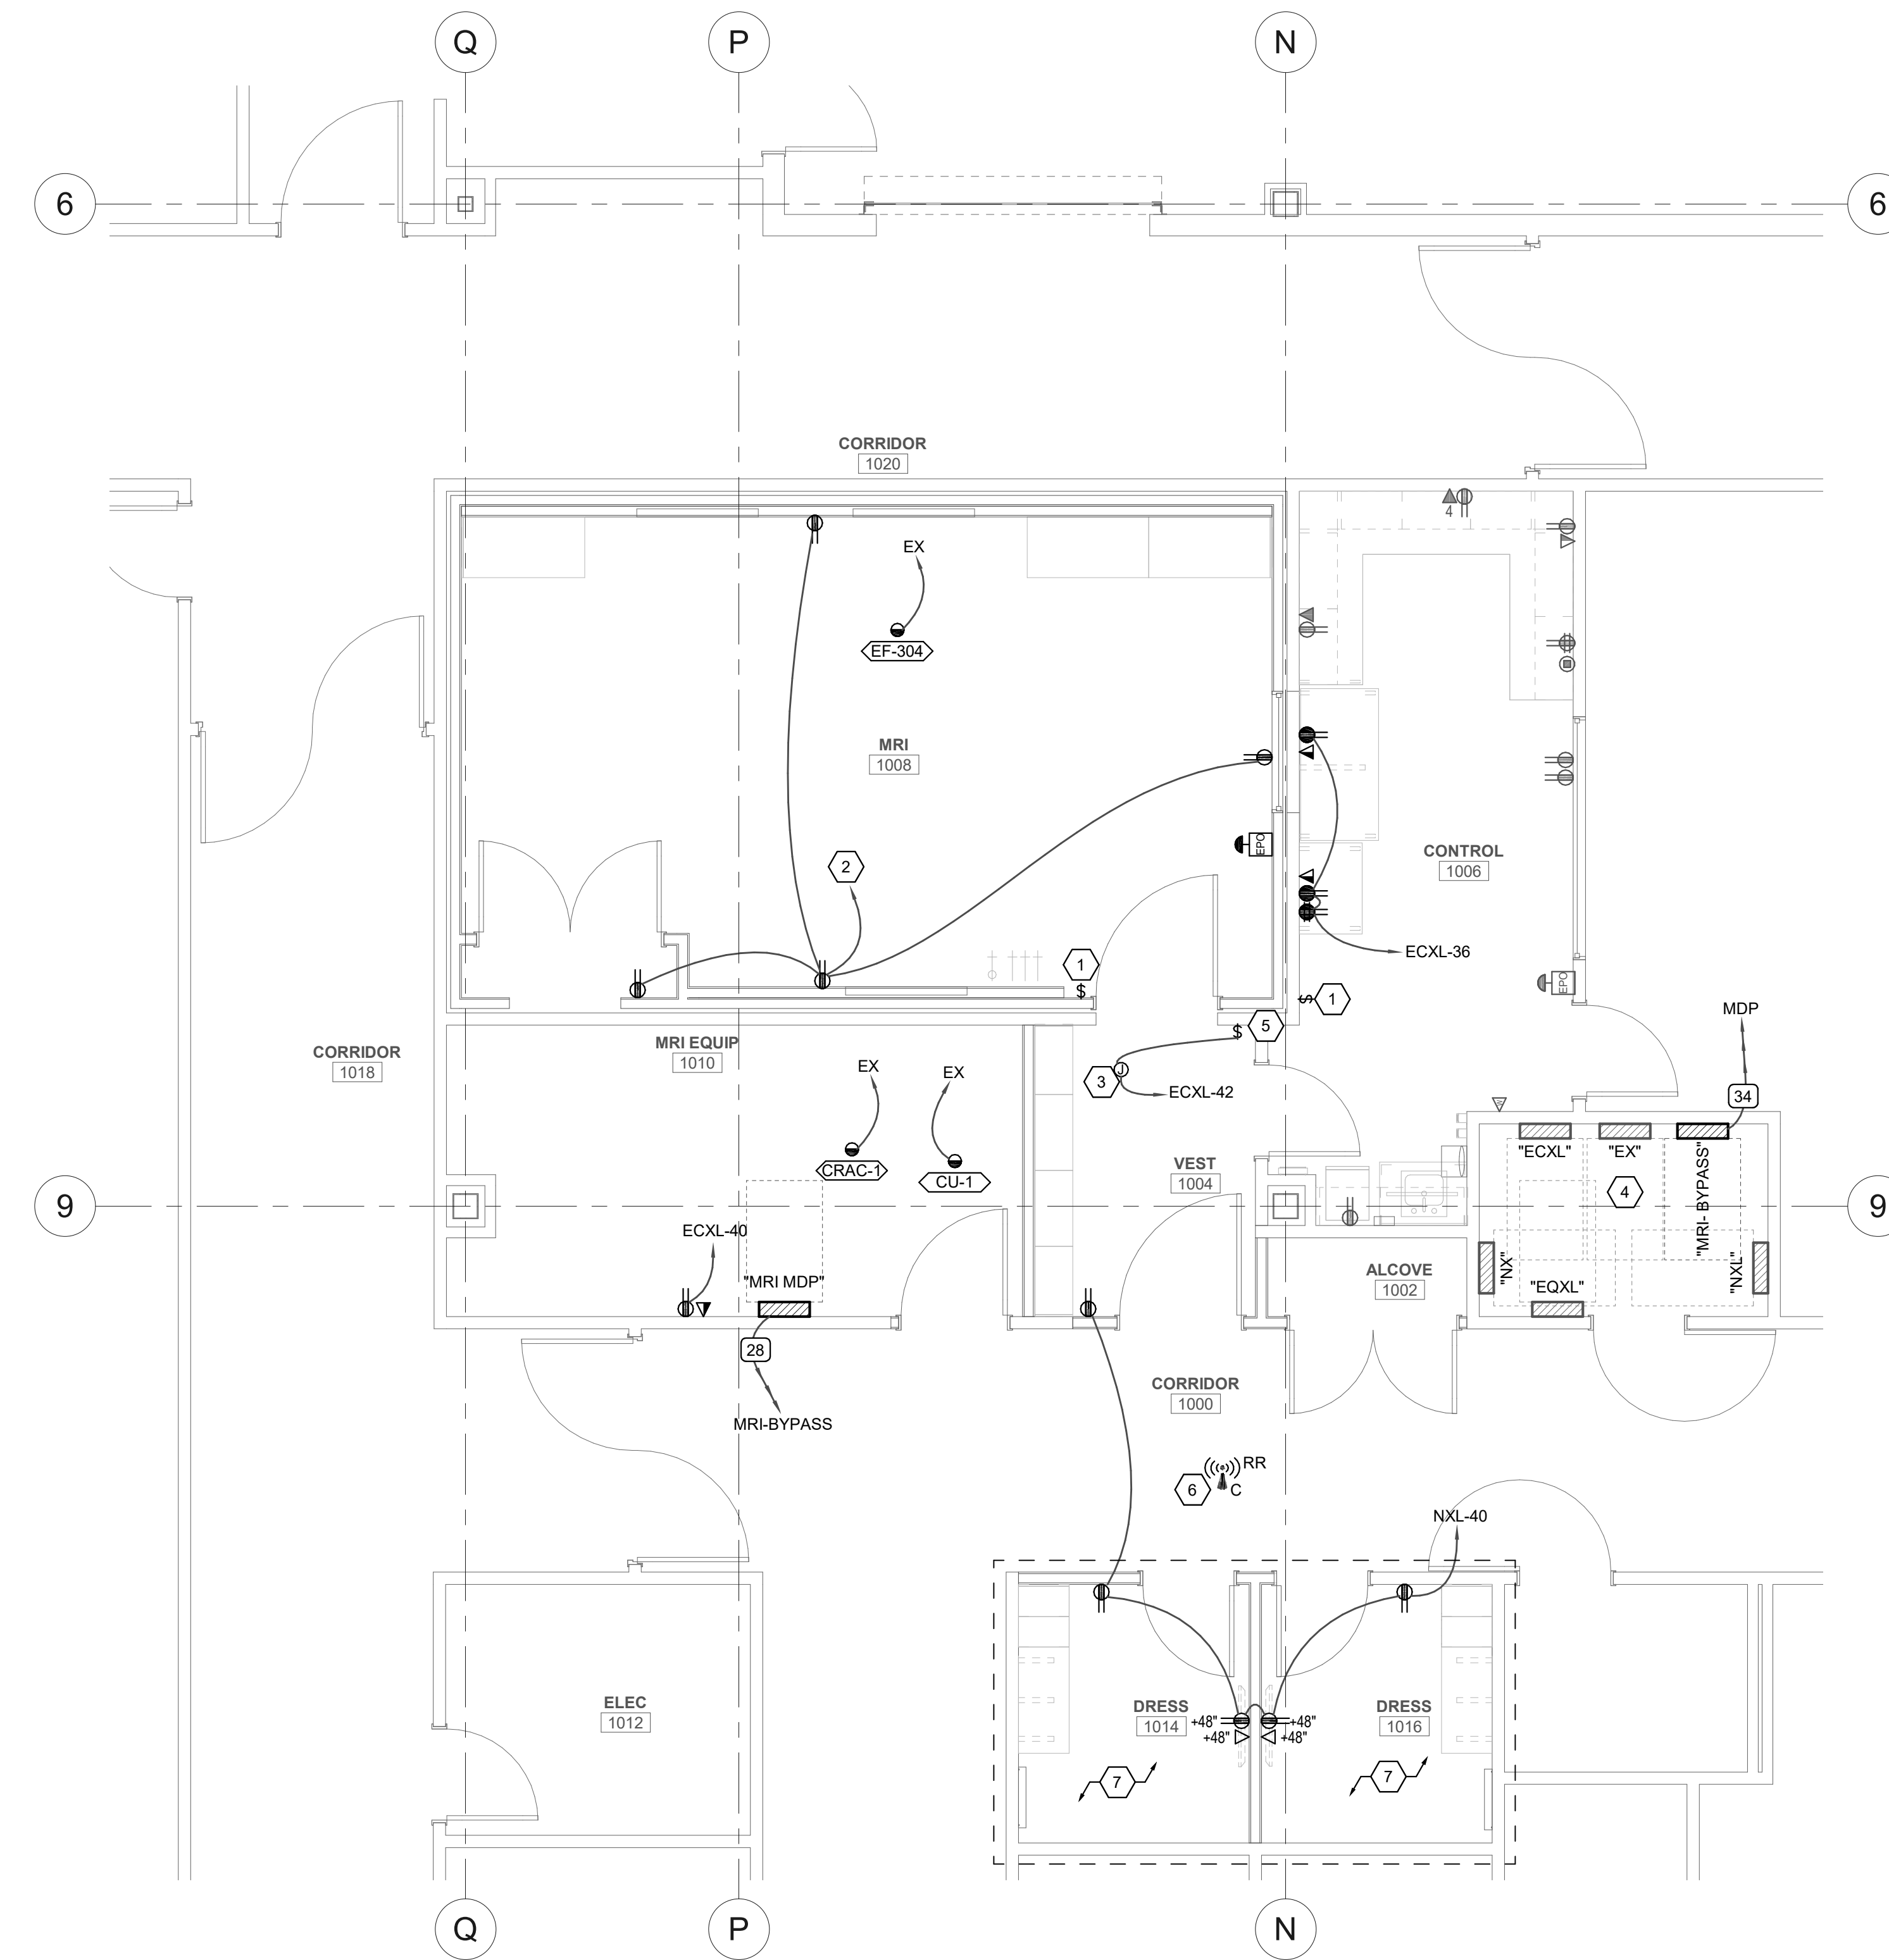 Q
P
N
6
6
CORRIDOR
1020
4
EX
EF-304
MRI
1008
EPO
2
CONTROL
1006
ECXL-36
1
$
$
1
EPO
CORRIDOR
1018
MRI EQUIP
1010
$
5
MDP
J
3
ECXL-42
EX
EX
34
W
CRAC-1
CU-1
VEST
1004
"ECXL"
"EX"
"MRI- BYPASS"
4
9
9
ECXL-40
"MRI MDP"
ALCOVE
1002
"NX"
"EQXL"
"NXL"
28
MRI-BYPASS
CORRIDOR
1000
RR
6
C
NXL-40
ELEC
1012
DRESS
1014
+48"
+48"
+48"
+48"
DRESS
1016
7
7
Q
P
N